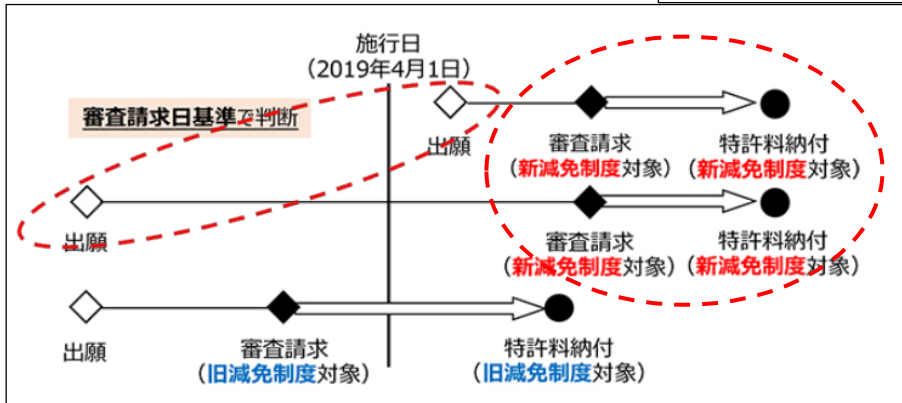 施行日
（2019年4月1日）
審査請求日基準で判断
出願
審査請求
（新減免制度対象）
特許料納付
（新減免制度対象）
出願
審査請求
（新減免制度対象）
特許料納付
（新減免制度対象）
出願
審査請求
（旧減免制度対象）
特許料納付
（旧減免制度対象）